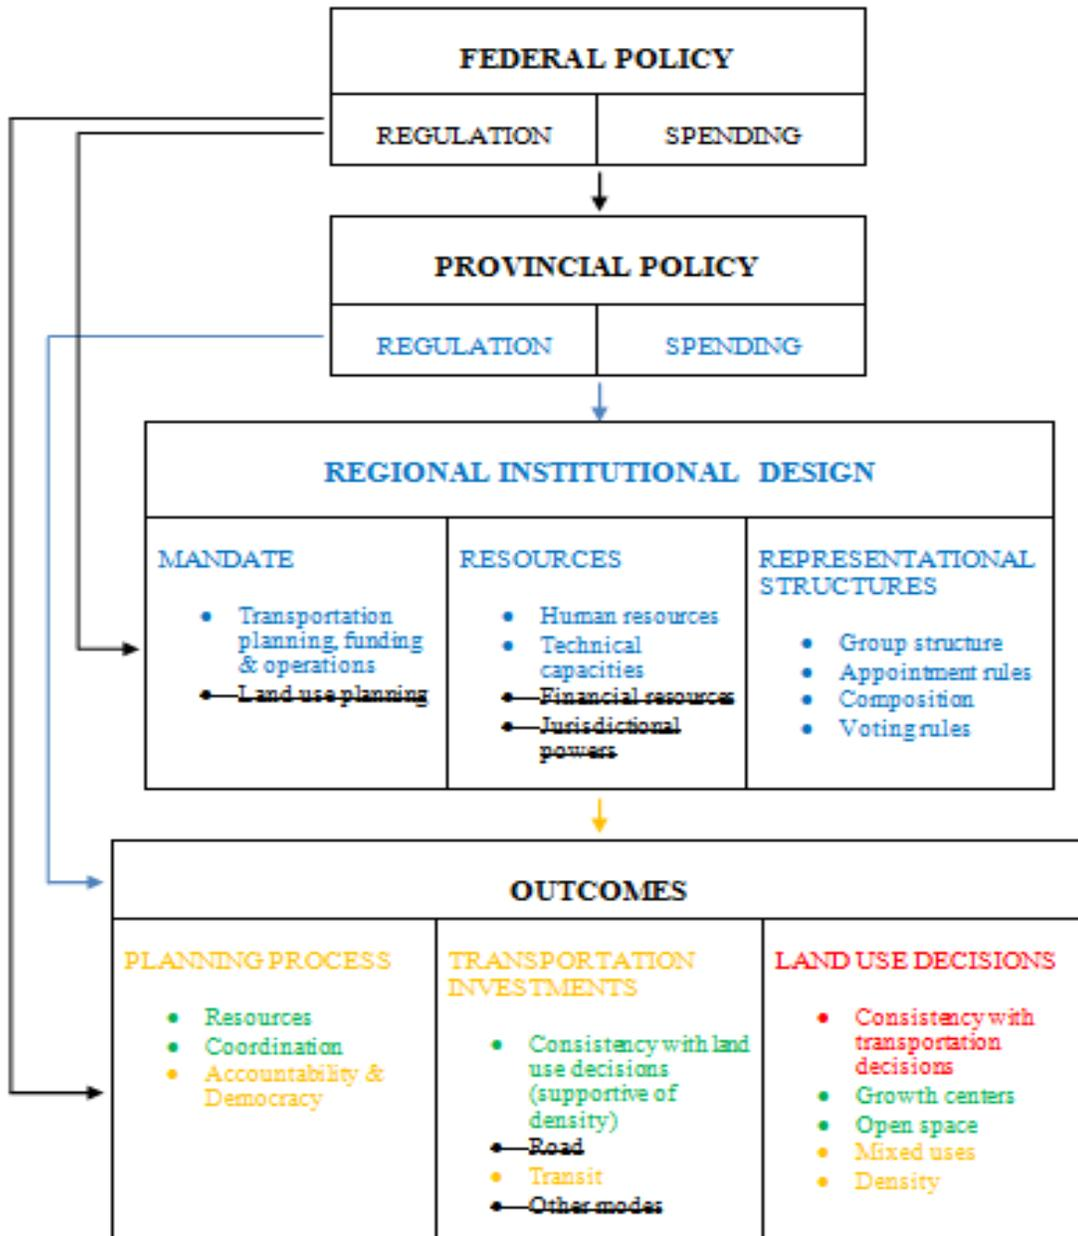 FEDERAL POLICY
REGULATION
SPENDING
PROVINCIAL POLICY
REGULATION
SPENDING
REGIONAL INSTITUTIONAL DESIGN
MANDATE
• Transportation
planning, funding
& operations
• Land use planning
RESOURCES
• Human resources
• Technical
capacities
• Financial resources
• Jurisdictional
powers
REPRESENTATIONAL
STRUCTURES
• Group structure
• Appointment rules
• Composition
• Voting rules
OUTCOMES
PLANNING PROCESS
• Resources
• Coordination
• Accountability &
Democracy
TRANSPORTATION
INVESTMENTS
• Consistency with land
use decisions
(supportive of
density)
• Road
• Transit
• Other modes
LAND USE DECISIONS
• Consistency with
transportation
decisions
• Growth centers
• Open space
• Mixed uses
• Density